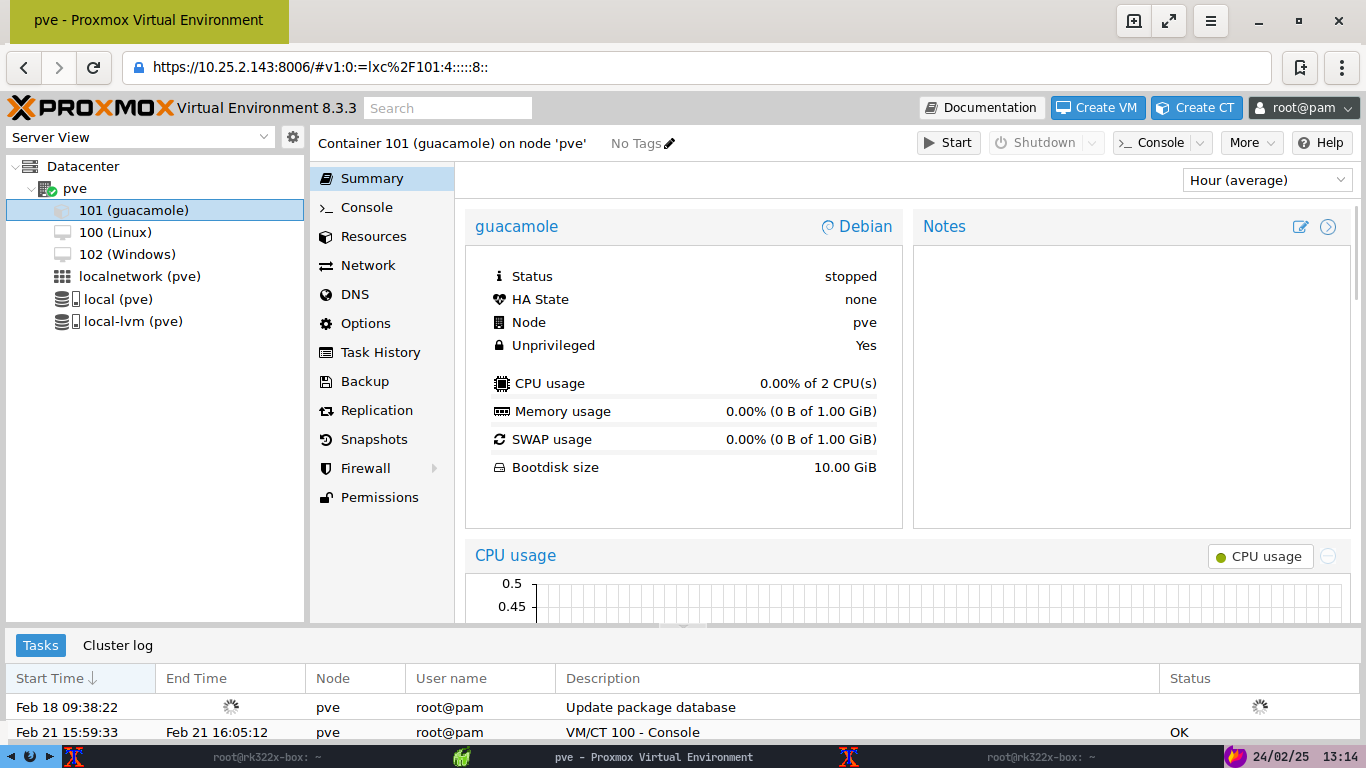 pve - Proxmox Virtual Environment
https://10.25.2.143:8006/#v1:0:=lxc%2F101:4:::::8::
PROXMOX Virtual Environment 8.3.3 Search Documentation Create VM Create CT root@pam
Server View
Container 101 (guacamole) on node 'pve' No Tags Start Shutdown Console More Help
Datacenter
pve
101 (guacamole)
100 (Linux)
102 (Windows)
localnetwork (pve)
local (pve)
local-lvm (pve)
Summary
Console
Resources
Network
DNS
Options
Task History
Backup
Replication
Snapshots
Firewall
Permissions
Hour (average)
guacamole Debian
Status stopped
HA State none
Node pve
Unprivileged Yes
CPU usage 0.00% of 2 CPU(s)
Memory usage 0.00% (0 B of 1.00 GiB)
SWAP usage 0.00% (0 B of 1.00 GiB)
Bootdisk size 10.00 GiB
Notes
CPU usage CPU usage
0.5
0.45
Tasks Cluster log
Start Time End Time Node User name Description Status
Feb 18 09:38:22 pve root@pam Update package database
Feb 21 15:59:33 Feb 21 16:05:12 pve root@pam VM/CT 100 - Console OK
root@rk322x-box: ~ pve - Proxmox Virtual Environment root@rk322x-box: ~ 24/02/25 13:14